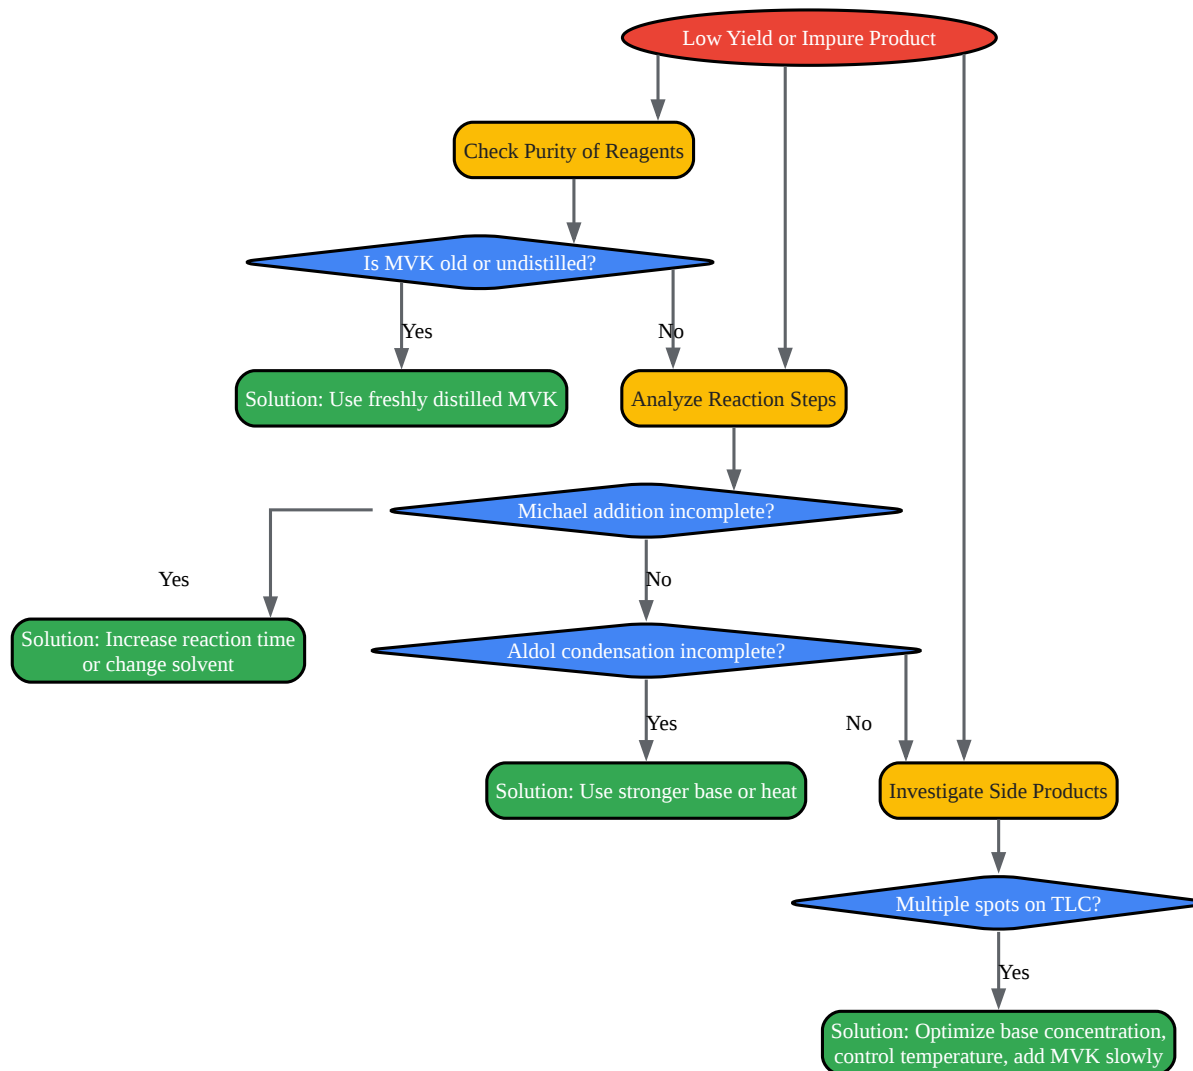 Low Yield or Impure Product
Check Purity of Reagents
Is MVK old or undistilled?
Yes
No
Solution: Use freshly distilled MVK
Analyze Reaction Steps
Michael addition incomplete?
Yes
No
Solution: Increase reaction time
or change solvent
Aldol condensation incomplete?
Yes
No
Solution: Use stronger base or heat
Investigate Side Products
Multiple spots on TLC?
Yes
Solution: Optimize base concentration,
control temperature, add MVK slowly